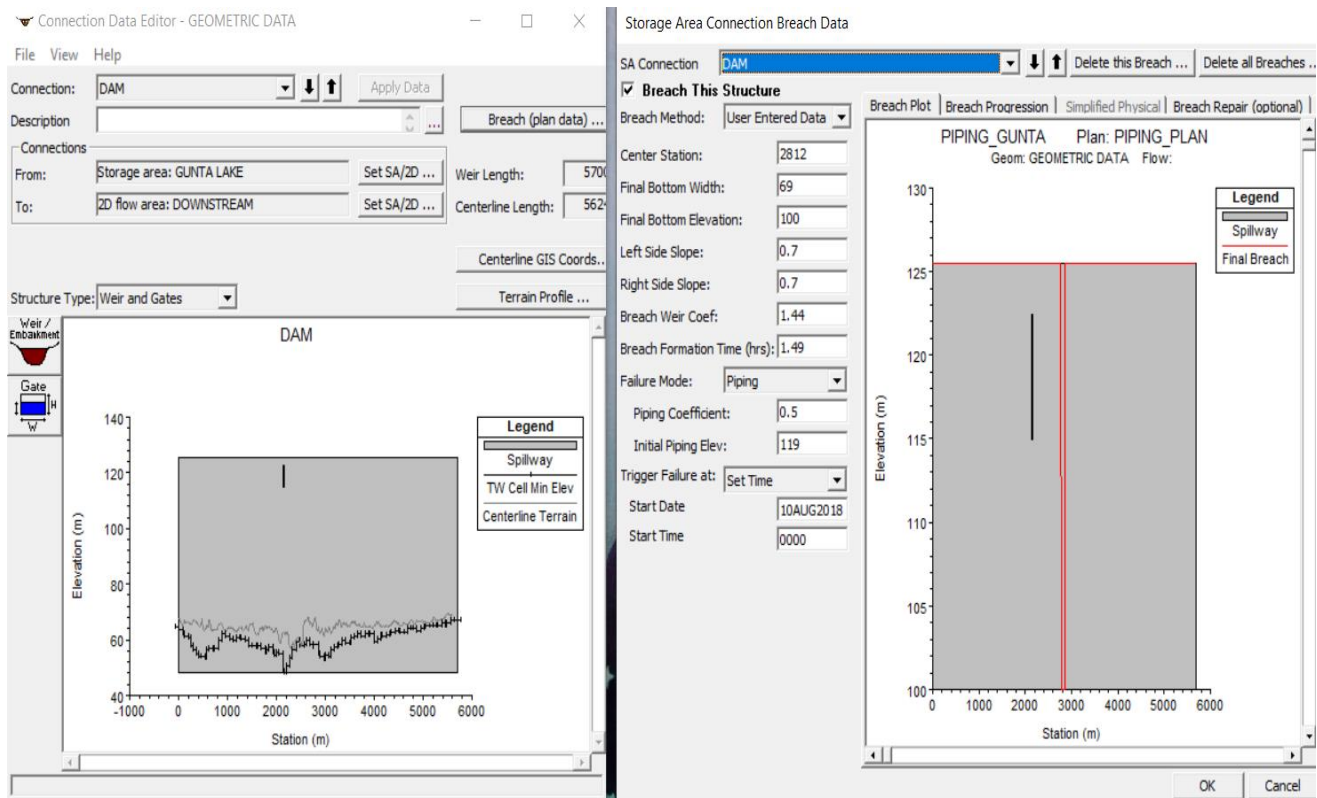 Connection Data Editor - GEOMETRIC DATA
File View Help
Connection: DAM Apply Data
Description ... Breach (plan data) ...
Connections
From: Storage area: GUNTA LAKE Set SA/2D ... Weir Length: 5700
To: 2D flow area: DOWNSTREAM Set SA/2D ... Centerline Length: 562
Centerline GIS Coords..
Structure Type: Weir and Gates Terrain Profile ...
Weir /
Embankment
Gate
H
W
DAM
140
120
100
80
60
40
Elevation (m)
-1000 0 1000 2000 3000 4000 5000 6000
Station (m)
Legend
Spillway
TW Cell Min Elev
Centerline Terrain
Storage Area Connection Breach Data
SA Connection DAM Delete this Breach ... Delete all Breaches ..
Breach This Structure
Breach Method: User Entered Data
Center Station: 2812
Final Bottom Width: 69
Final Bottom Elevation: 100
Left Side Slope: 0.7
Right Side Slope: 0.7
Breach Weir Coef: 1.44
Breach Formation Time (hrs): 1.49
Failure Mode: Piping
Piping Coefficient: 0.5
Initial Piping Elev: 119
Trigger Failure at: Set Time
Start Date 10AUG2018
Start Time 0000
Breach Plot Breach Progression Simplified Physical Breach Repair (optional)
PIPING_GUNTA Plan: PIPING_PLAN
Geom: GEOMETRIC DATA Flow:
130
125
120
115
110
105
100
Elevation (m)
0 1000 2000 3000 4000 5000 6000
Station (m)
Legend
Spillway
Final Breach
OK Cancel